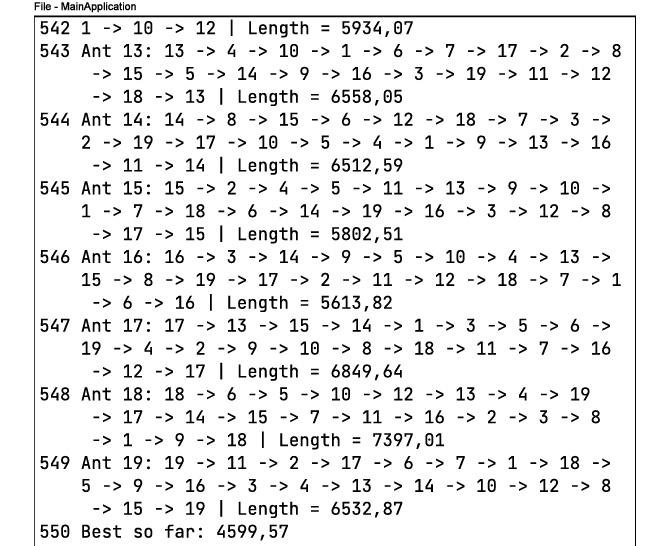 File - MainApplication
542 1 -> 10 -> 12 | Length = 5934,07
543 Ant 13: 13 -> 4 -> 10 -> 1 -> 6 -> 7 -> 17 -> 2 -> 8
-> 15 -> 5 -> 14 -> 9 -> 16 -> 3 -> 19 -> 11 -> 12
-> 18 -> 13 | Length = 6558,05
544 Ant 14: 14 -> 8 -> 15 -> 6 -> 12 -> 18 -> 7 -> 3 ->
2 -> 19 -> 17 -> 10 -> 5 -> 4 -> 1 -> 9 -> 13 -> 16
-> 11 -> 14 | Length = 6512,59
545 Ant 15: 15 -> 2 -> 4 -> 5 -> 11 -> 13 -> 9 -> 10 ->
1 -> 7 -> 18 -> 6 -> 14 -> 19 -> 16 -> 3 -> 12 -> 8
-> 17 -> 15 | Length = 5802,51
546 Ant 16: 16 -> 3 -> 14 -> 9 -> 5 -> 10 -> 4 -> 13 ->
15 -> 8 -> 19 -> 17 -> 2 -> 11 -> 12 -> 18 -> 7 -> 1
-> 6 -> 16 | Length = 5613,82
547 Ant 17: 17 -> 13 -> 15 -> 14 -> 1 -> 3 -> 5 -> 6 ->
19 -> 4 -> 2 -> 9 -> 10 -> 8 -> 18 -> 11 -> 7 -> 16
-> 12 -> 17 | Length = 6849,64
548 Ant 18: 18 -> 6 -> 5 -> 10 -> 12 -> 13 -> 4 -> 19
-> 17 -> 14 -> 15 -> 7 -> 11 -> 16 -> 2 -> 3 -> 8
-> 1 -> 9 -> 18 | Length = 7397,01
549 Ant 19: 19 -> 11 -> 2 -> 17 -> 6 -> 7 -> 1 -> 18 ->
5 -> 9 -> 16 -> 3 -> 4 -> 13 -> 14 -> 10 -> 12 -> 8
-> 15 -> 19 | Length = 6532,87
550 Best so far: 4599,57